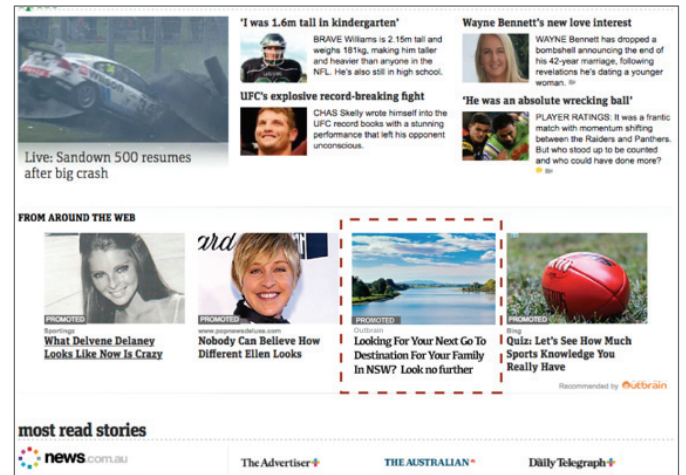 Live: Sandown 500 resumes
after big crash
'I was 1.6m tall in kindergarten'
BRAVE Williams is 2.15m tall and
weighs 181kg, making him taller
and heavier than anyone in the
NFL. He's also still in high school.
UFC's explosive record-breaking fight
CHAS Skelly wrote himself into the
UFC record books with a stunning
performance that left his opponent
unconscious.
Wayne Bennett's new love interest
WAYNE Bennett has dropped a
bombshell announcing the end of
his 42-year marriage, following
revelations he's dating a younger
woman.
'He was an absolute wrecking ball'
PLAYER RATINGS: It was a frantic
match with momentum shifting
between the Raiders and Panthers.
But who stood up to be counted
and who could have done more?
FROM AROUND THE WEB
PROMOTED
Sportingz
What Delvene Delaney
Looks Like Now Is Crazy
ard
PROMOTED
www.popnewsdeluxe.com
Nobody Can Believe How
Different Ellen Looks
PROMOTED
Outbrain
Looking For Your Next Go To
Destination For Your Family
In NSW? Look no further
PROMOTED
Bing
Quiz: Let's See How Much
Sports Knowledge You
Really Have
Recommended by Outbrain
most read stories
news.com.au
The Advertiser
THE AUSTRALIAN
Daily Telegraph